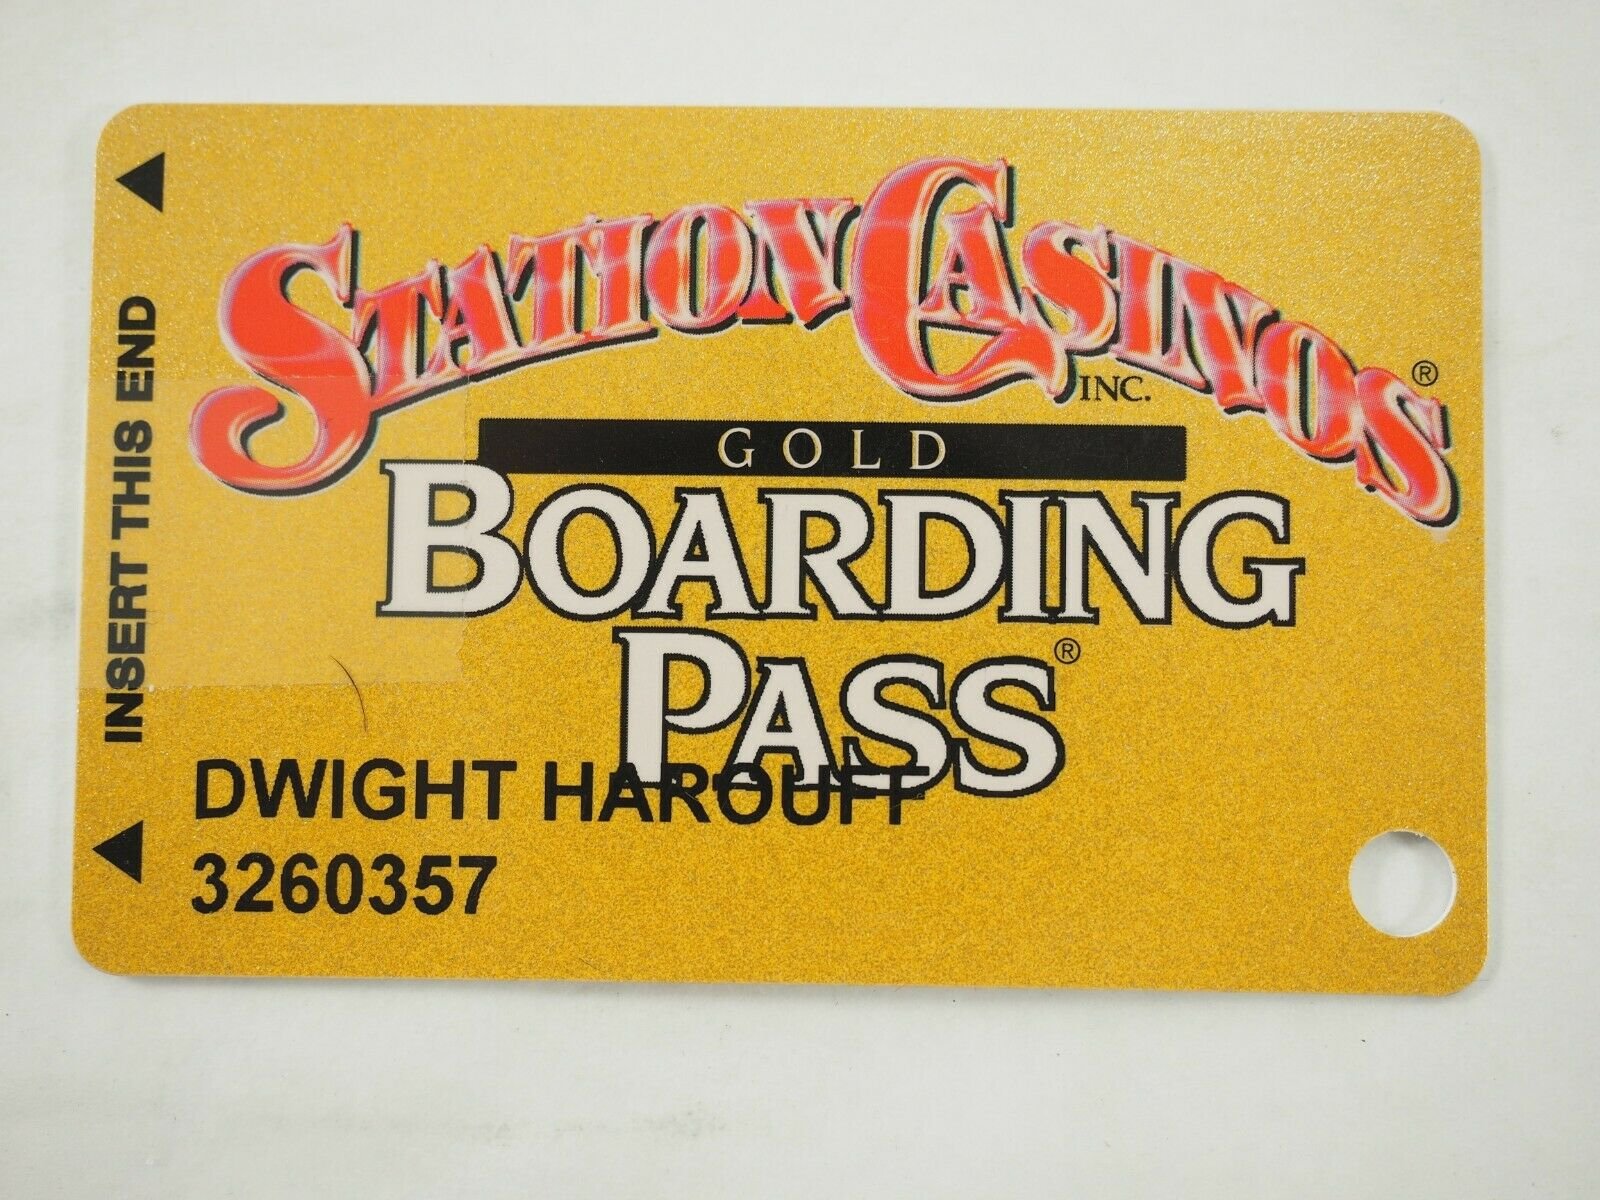 STATION CASINOS®
INC.
GOLD
BOARDING
PASS®
DWIGHT HAROUFF
3260357
INSERT THIS END